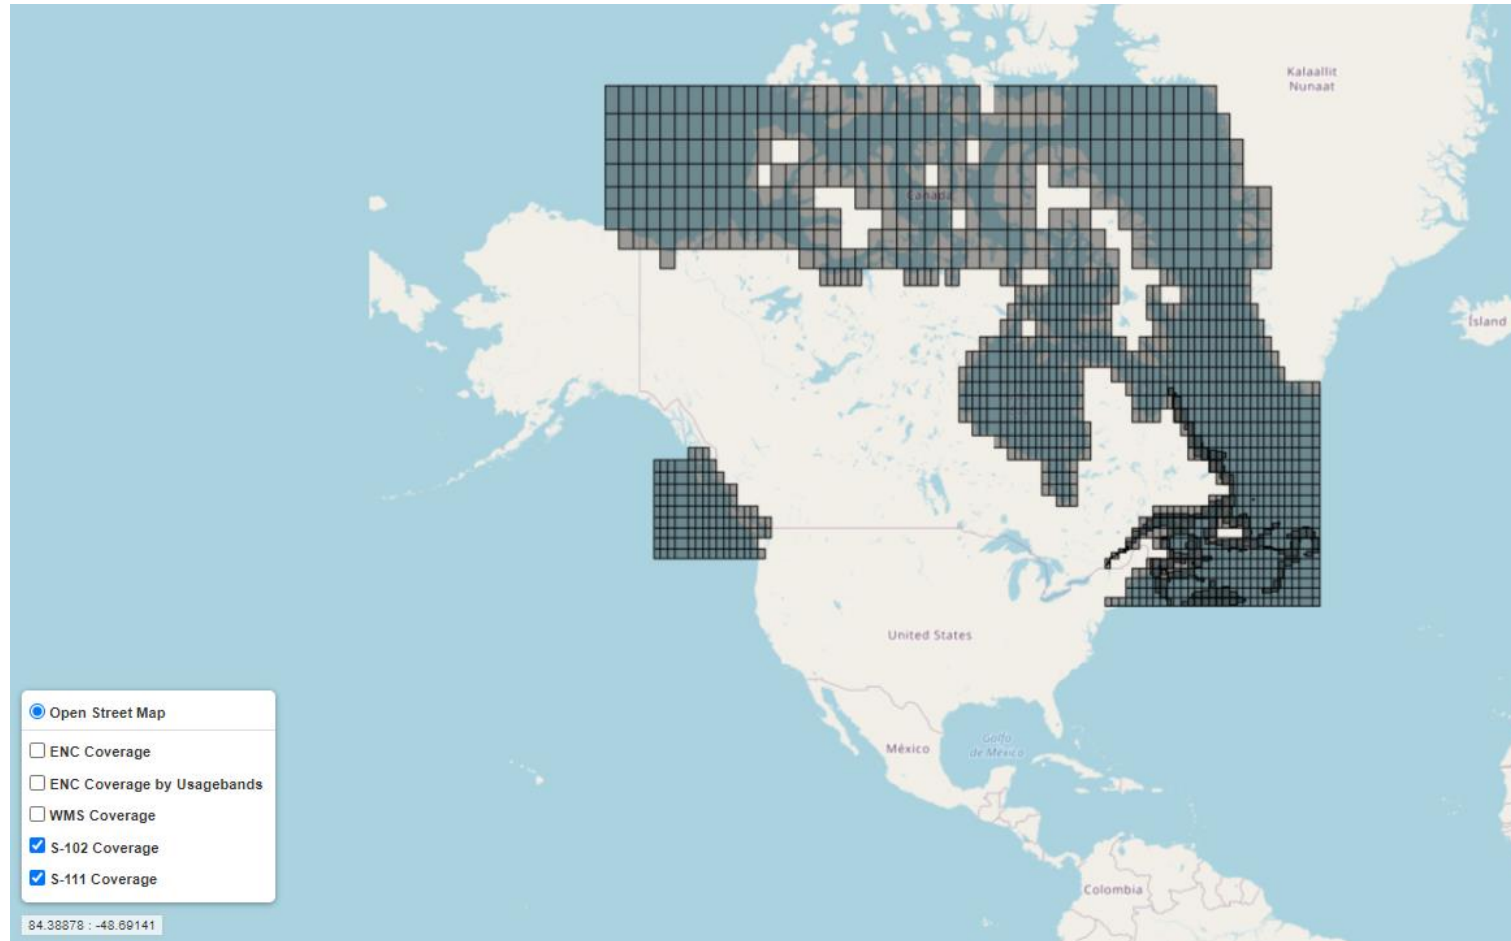 Kalaallit
Nunaat
Canada
Ísland
United States
México
Golfo
de México
Colombia
Open Street Map
ENC Coverage
ENC Coverage by Usagebands
WMS Coverage
S-102 Coverage
S-111 Coverage
84.38878 : -48.69141